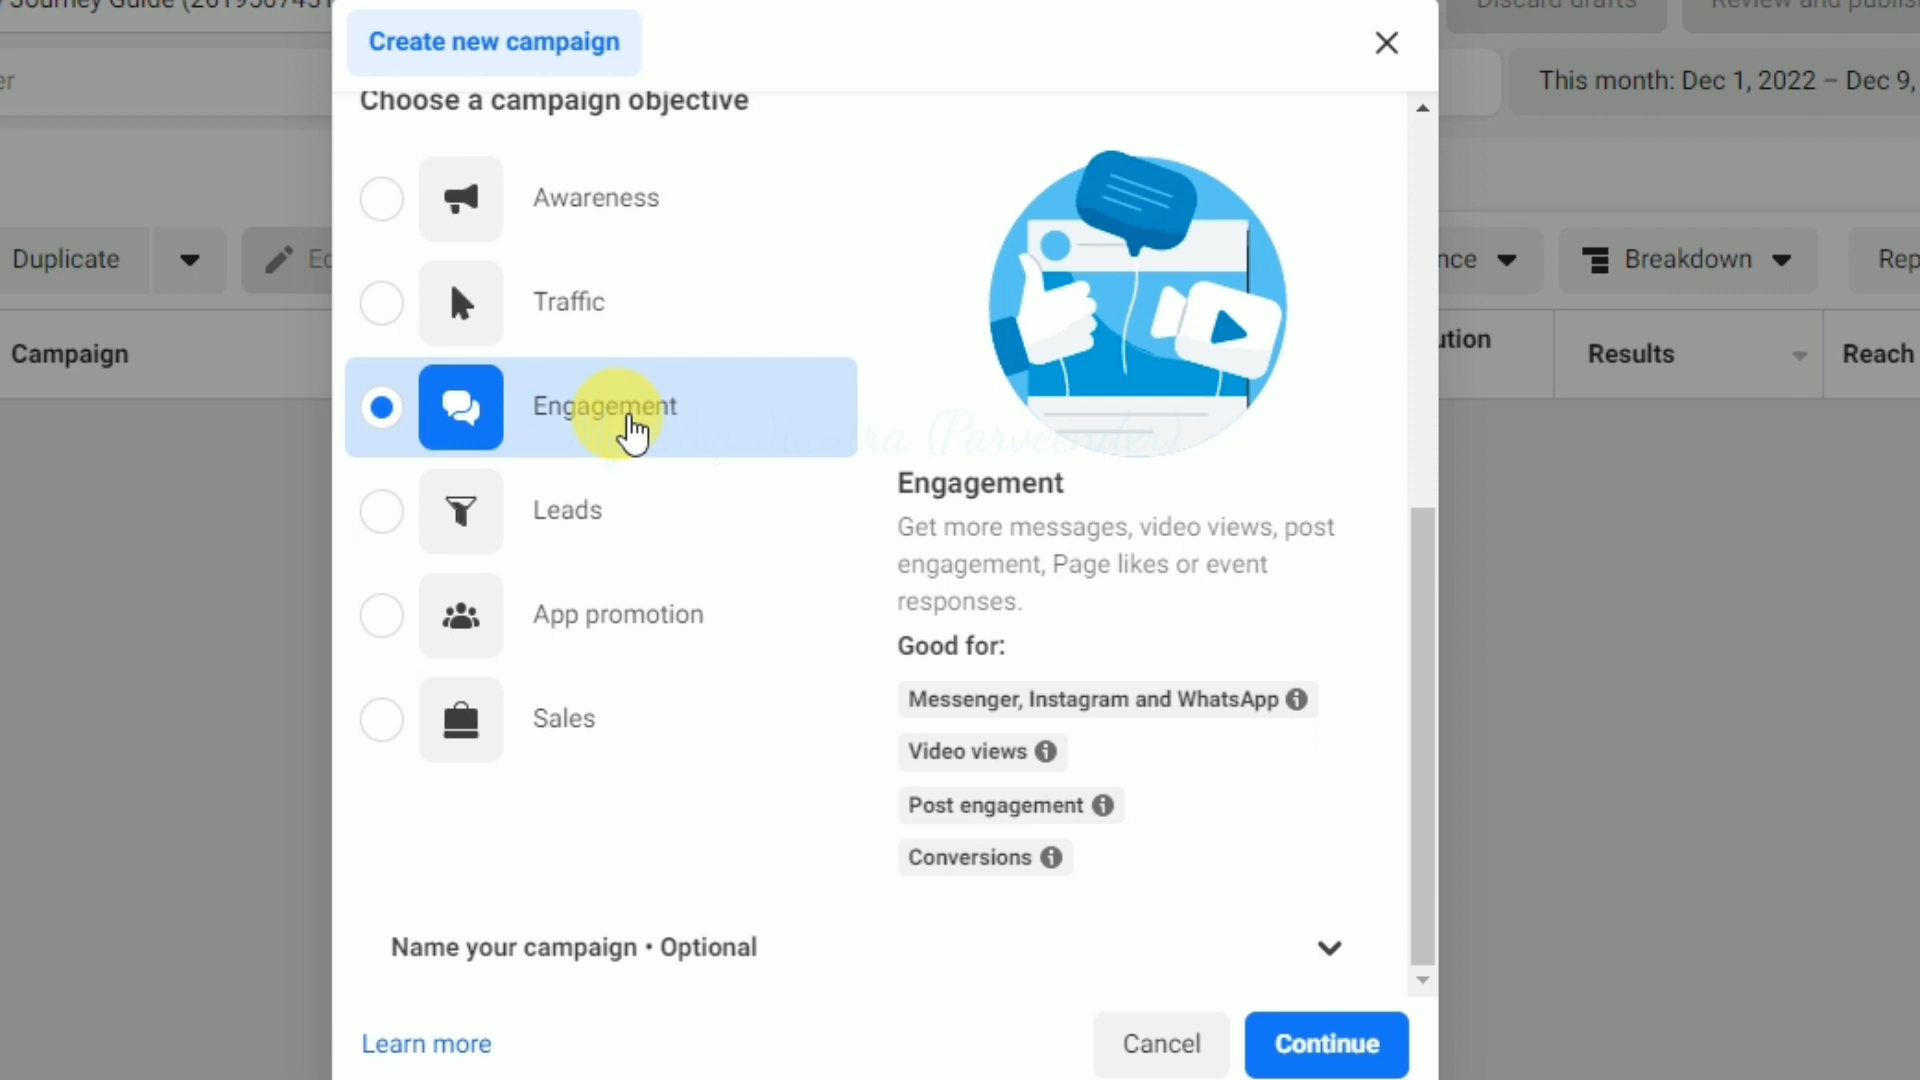 Create new campaign
This month: Dec 1, 2022 – Dec 9,
Choose a campaign objective
Awareness
Traffic
Engagement
Leads
App promotion
Sales
Duplicate
Breakdown
Campaign
Results
Reach
Engagement
Get more messages, video views, post
engagement, Page likes or event
responses.
Good for:
Messenger, Instagram and WhatsApp
Video views
Post engagement
Conversions
Name your campaign • Optional
Learn more
Cancel
Continue